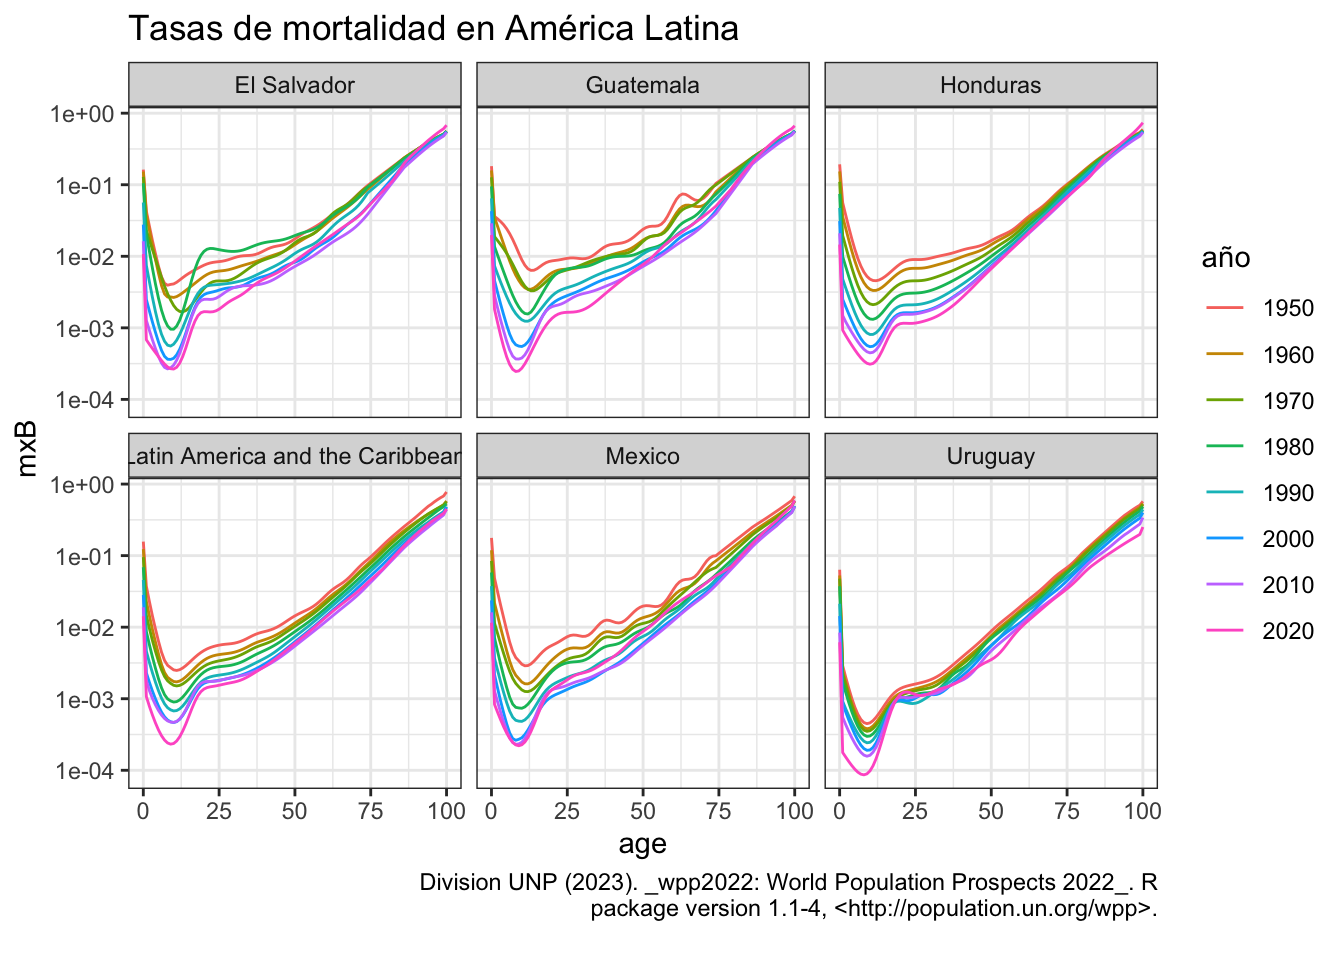 Tasas de mortalidad en América Latina
El Salvador
Guatemala
Honduras
1e+00
1e-01
1e-02
1e-03
1e-04
Latin America and the Caribbean
Mexico
Uruguay
1e+00
1e-01
1e-02
1e-03
1e-04
mxB
0 25 50 75 100
0 25 50 75 100
0 25 50 75 100
age
año
1950
1960
1970
1980
1990
2000
2010
2020
Division UNP (2023). _wpp2022: World Population Prospects 2022_. R
package version 1.1-4, <http://population.un.org/wpp>.